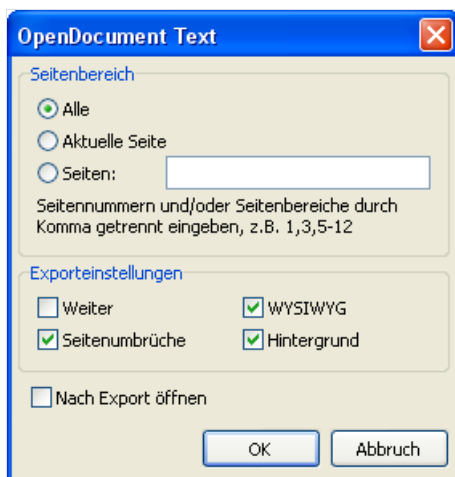 OpenDocument Text
Seitenbereich
Alle
Aktuelle Seite
Seiten:
Seitennummern und/oder Seitenbereiche durch
Komma getrennt eingeben, z.B. 1,3,5-12
Exporteinstellungen
Weiter WYSIWYG
Seitenumbrüche Hintergrund
Nach Export öffnen
OK Abbruch